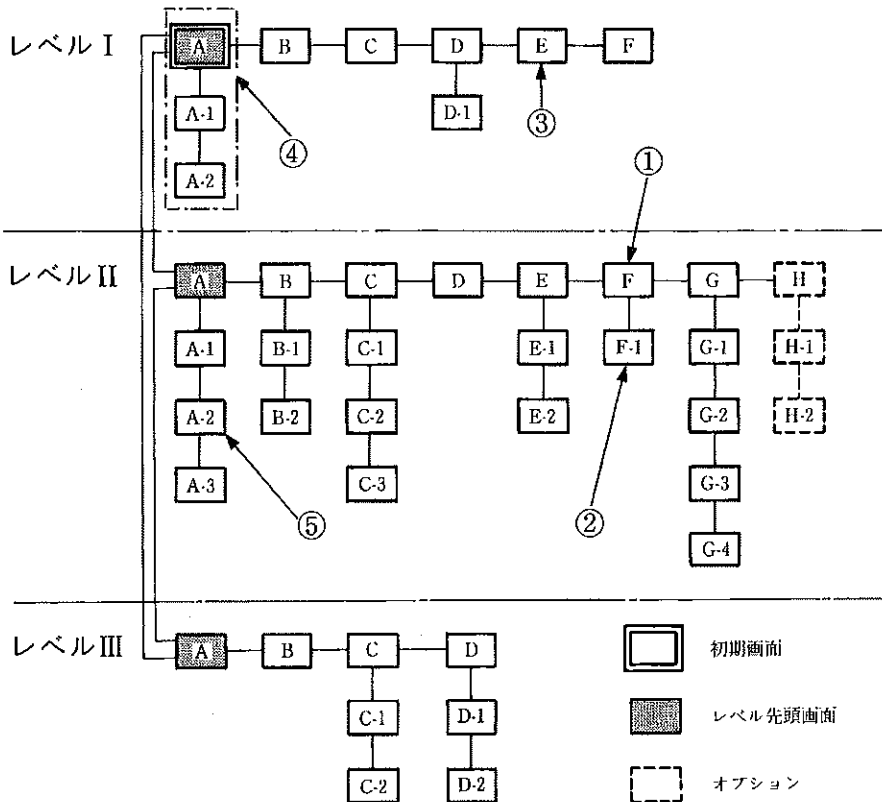 レベルI
A B C D E F
A·1 D·1
③
④
A·2
①
レベルII
A B C D E F G H
A·1 B-1 C-1 E-1 F-1 G-1 H-1
A·2 B-2 C-2 E-2 G-2 H-2
A·3 C-3 G-3
⑤ ②
G-4
レベルIII
A B C D 初期画面
C-1 D-1 レベル先頭画面
C-2 D-2 オプション